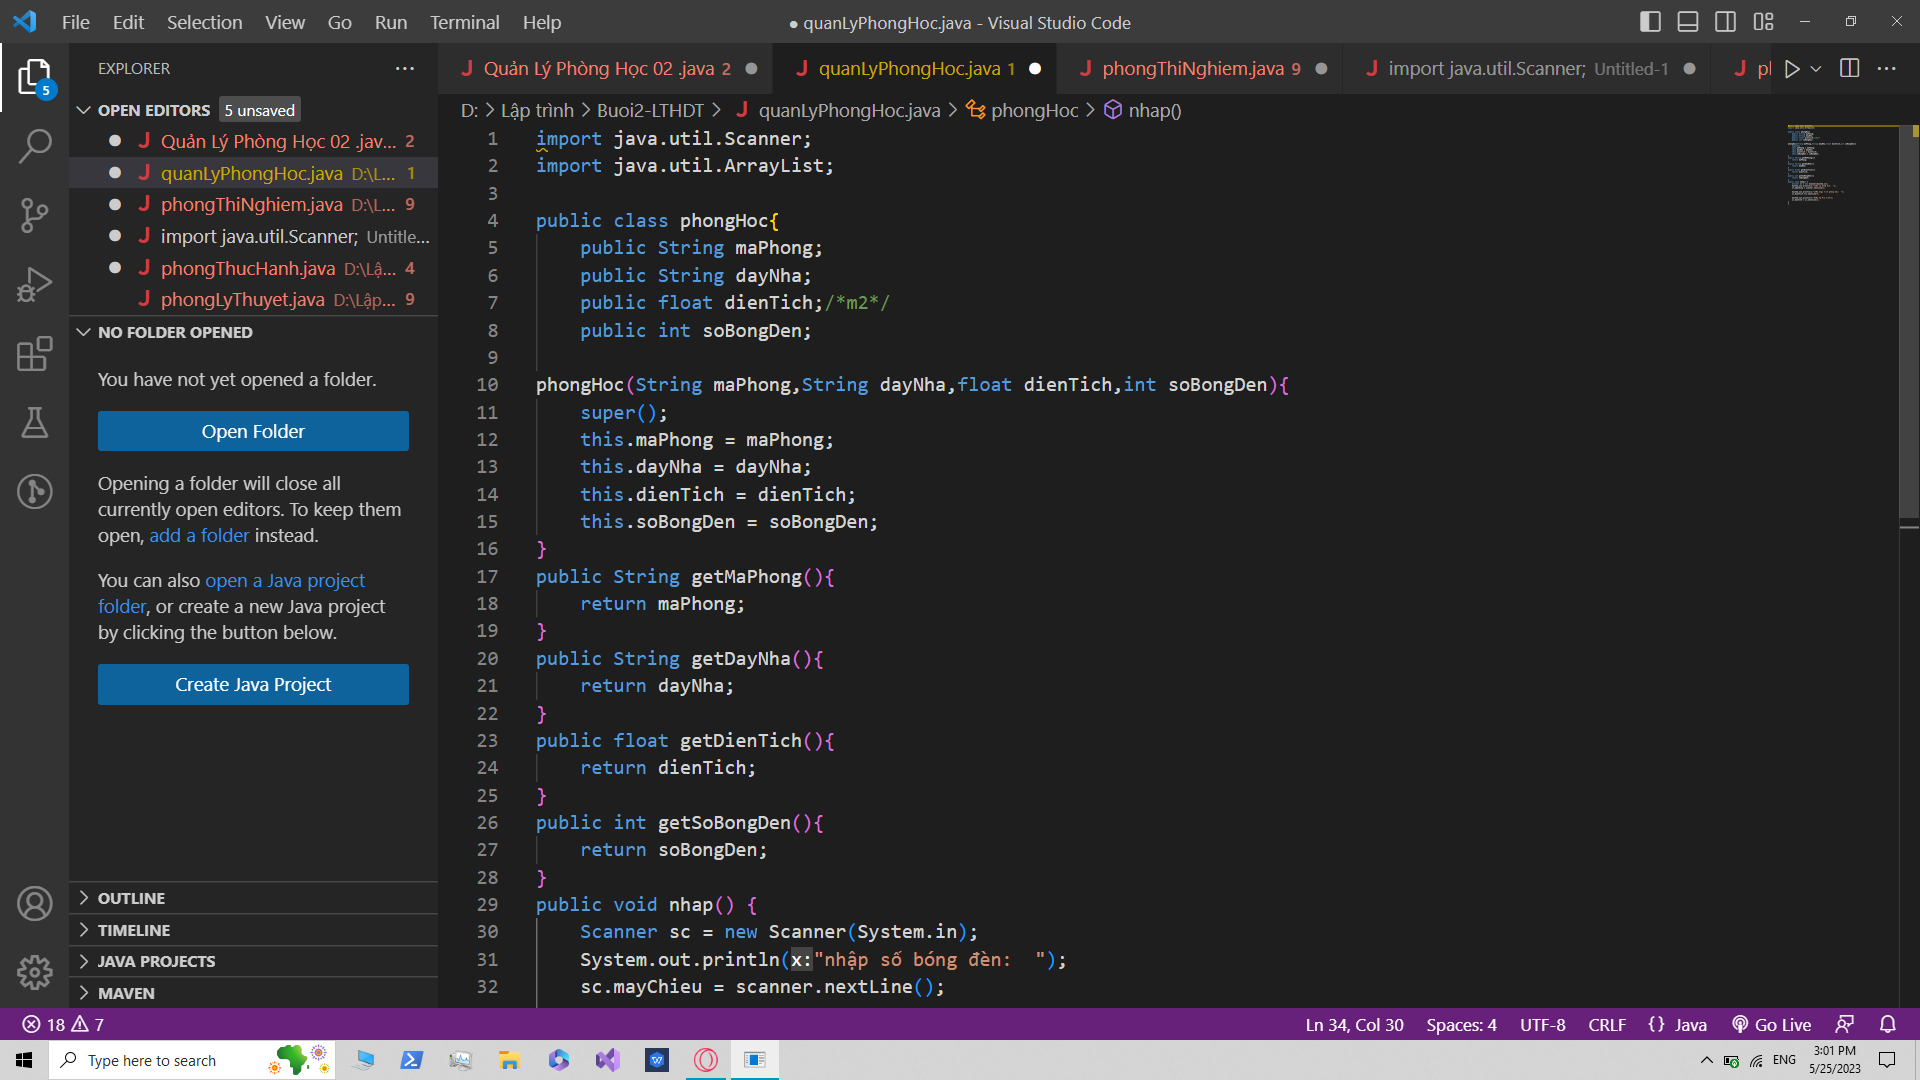 File Edit Selection View Go Run Terminal Help
● quanLyPhongHoc.java - Visual Studio Code
EXPLORER
OPEN EDITORS 5 unsaved
Quản Lý Phòng Học 02 .jav... 2
quanLyPhongHoc.java D:\L... 1
phongThiNghiem.java D:\L... 9
import java.util.Scanner; Untitle...
phongThucHanh.java D:\Lậ... 4
phongLyThuyet.java D:\Lập... 9
NO FOLDER OPENED
You have not yet opened a folder.
Open Folder
Opening a folder will close all
currently open editors. To keep them
open, add a folder instead.
You can also open a Java project
folder, or create a new Java project
by clicking the button below.
Create Java Project
OUTLINE
TIMELINE
JAVA PROJECTS
MAVEN
5
Quản Lý Phòng Học 02 .java 2
quanLyPhongHoc.java 1
phongThiNghiem.java 9
import java.util.Scanner; Untitled-1
pl
D: > Lập trình > Buoi2-LTHDT > quanLyPhongHoc.java > phongHoc > nhap()
1 import java.util.Scanner;
2 import java.util.ArrayList;
3
4 public class phongHoc{
5 public String maPhong;
6 public String dayNha;
7 public float dienTich;/*m2*/
8 public int soBongDen;
9
10 phongHoc(String maPhong,String dayNha,float dienTich,int soBongDen){
11 super();
12 this.maPhong = maPhong;
13 this.dayNha = dayNha;
14 this.dienTich = dienTich;
15 this.soBongDen = soBongDen;
16 }
17 public String getMaPhong(){
18 return maPhong;
19 }
20 public String getDayNha(){
21 return dayNha;
22 }
23 public float getDienTich(){
24 return dienTich;
25 }
26 public int getSoBongDen(){
27 return soBongDen;
28 }
29 public void nhap() {
30 Scanner sc = new Scanner(System.in);
31 System.out.println(x:"nhập số bóng đèn:  ");
32 sc.mayChieu = scanner.nextLine();
18 7
Ln 34, Col 30 Spaces: 4 UTF-8 CRLF {} Java Go Live
Type here to search
ENG
3:01 PM
5/25/2023